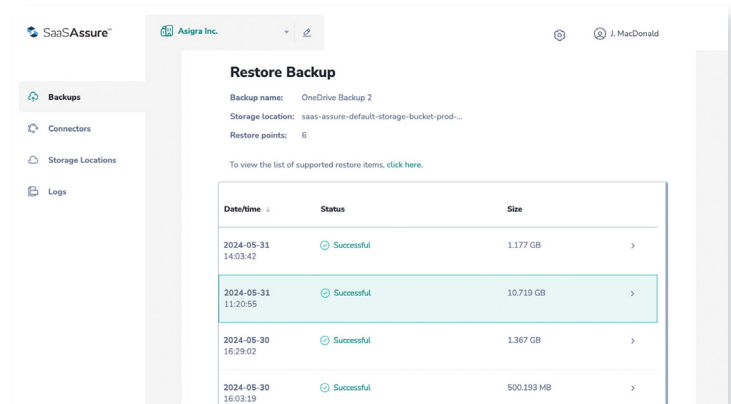 SaaSAssure™
Asigra Inc.
J. MacDonald
Backups
Connectors
Storage Locations
Logs
Restore Backup
Backup name: OneDrive Backup 2
Storage location: saas-assure-default-storage-bucket-prod-...
Restore points: 6
To view the list of supported restore items, click here.
Date/time ↓ Status Size
2024-05-31 Successful 1.177 GB
14:03:42
2024-05-31 Successful 10.719 GB
11:20:55
2024-05-30 Successful 1.367 GB
16:29:02
2024-05-30 Successful 500.193 MB
16:03:19